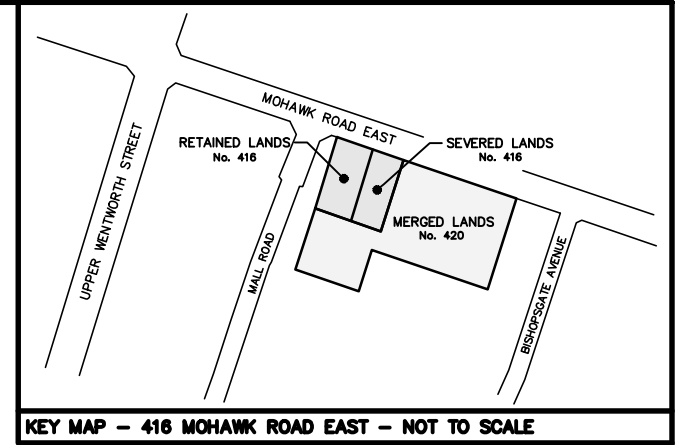 MOHAWK ROAD EAST
RETAINED LANDS
No. 416
SEVERED LANDS
No. 416
UPPER WENTWORTH STREET
MERGED LANDS
No. 420
MALL ROAD
BISHOPSGATE AVENUE
KEY MAP – 416 MOHAWK ROAD EAST – NOT TO SCALE